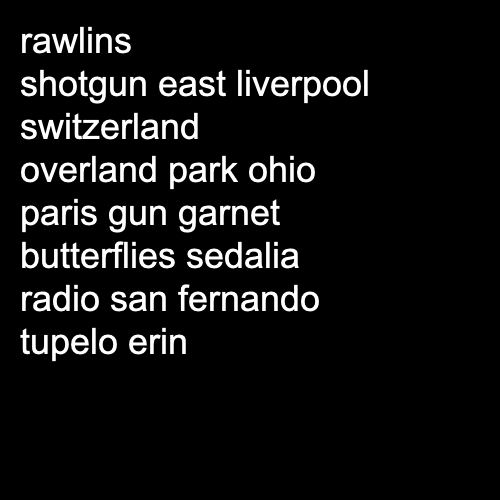 rawlins
shotgun east liverpool
switzerland
overland park ohio
paris gun garnet
butterflies sedalia
radio san fernando
tupelo erin